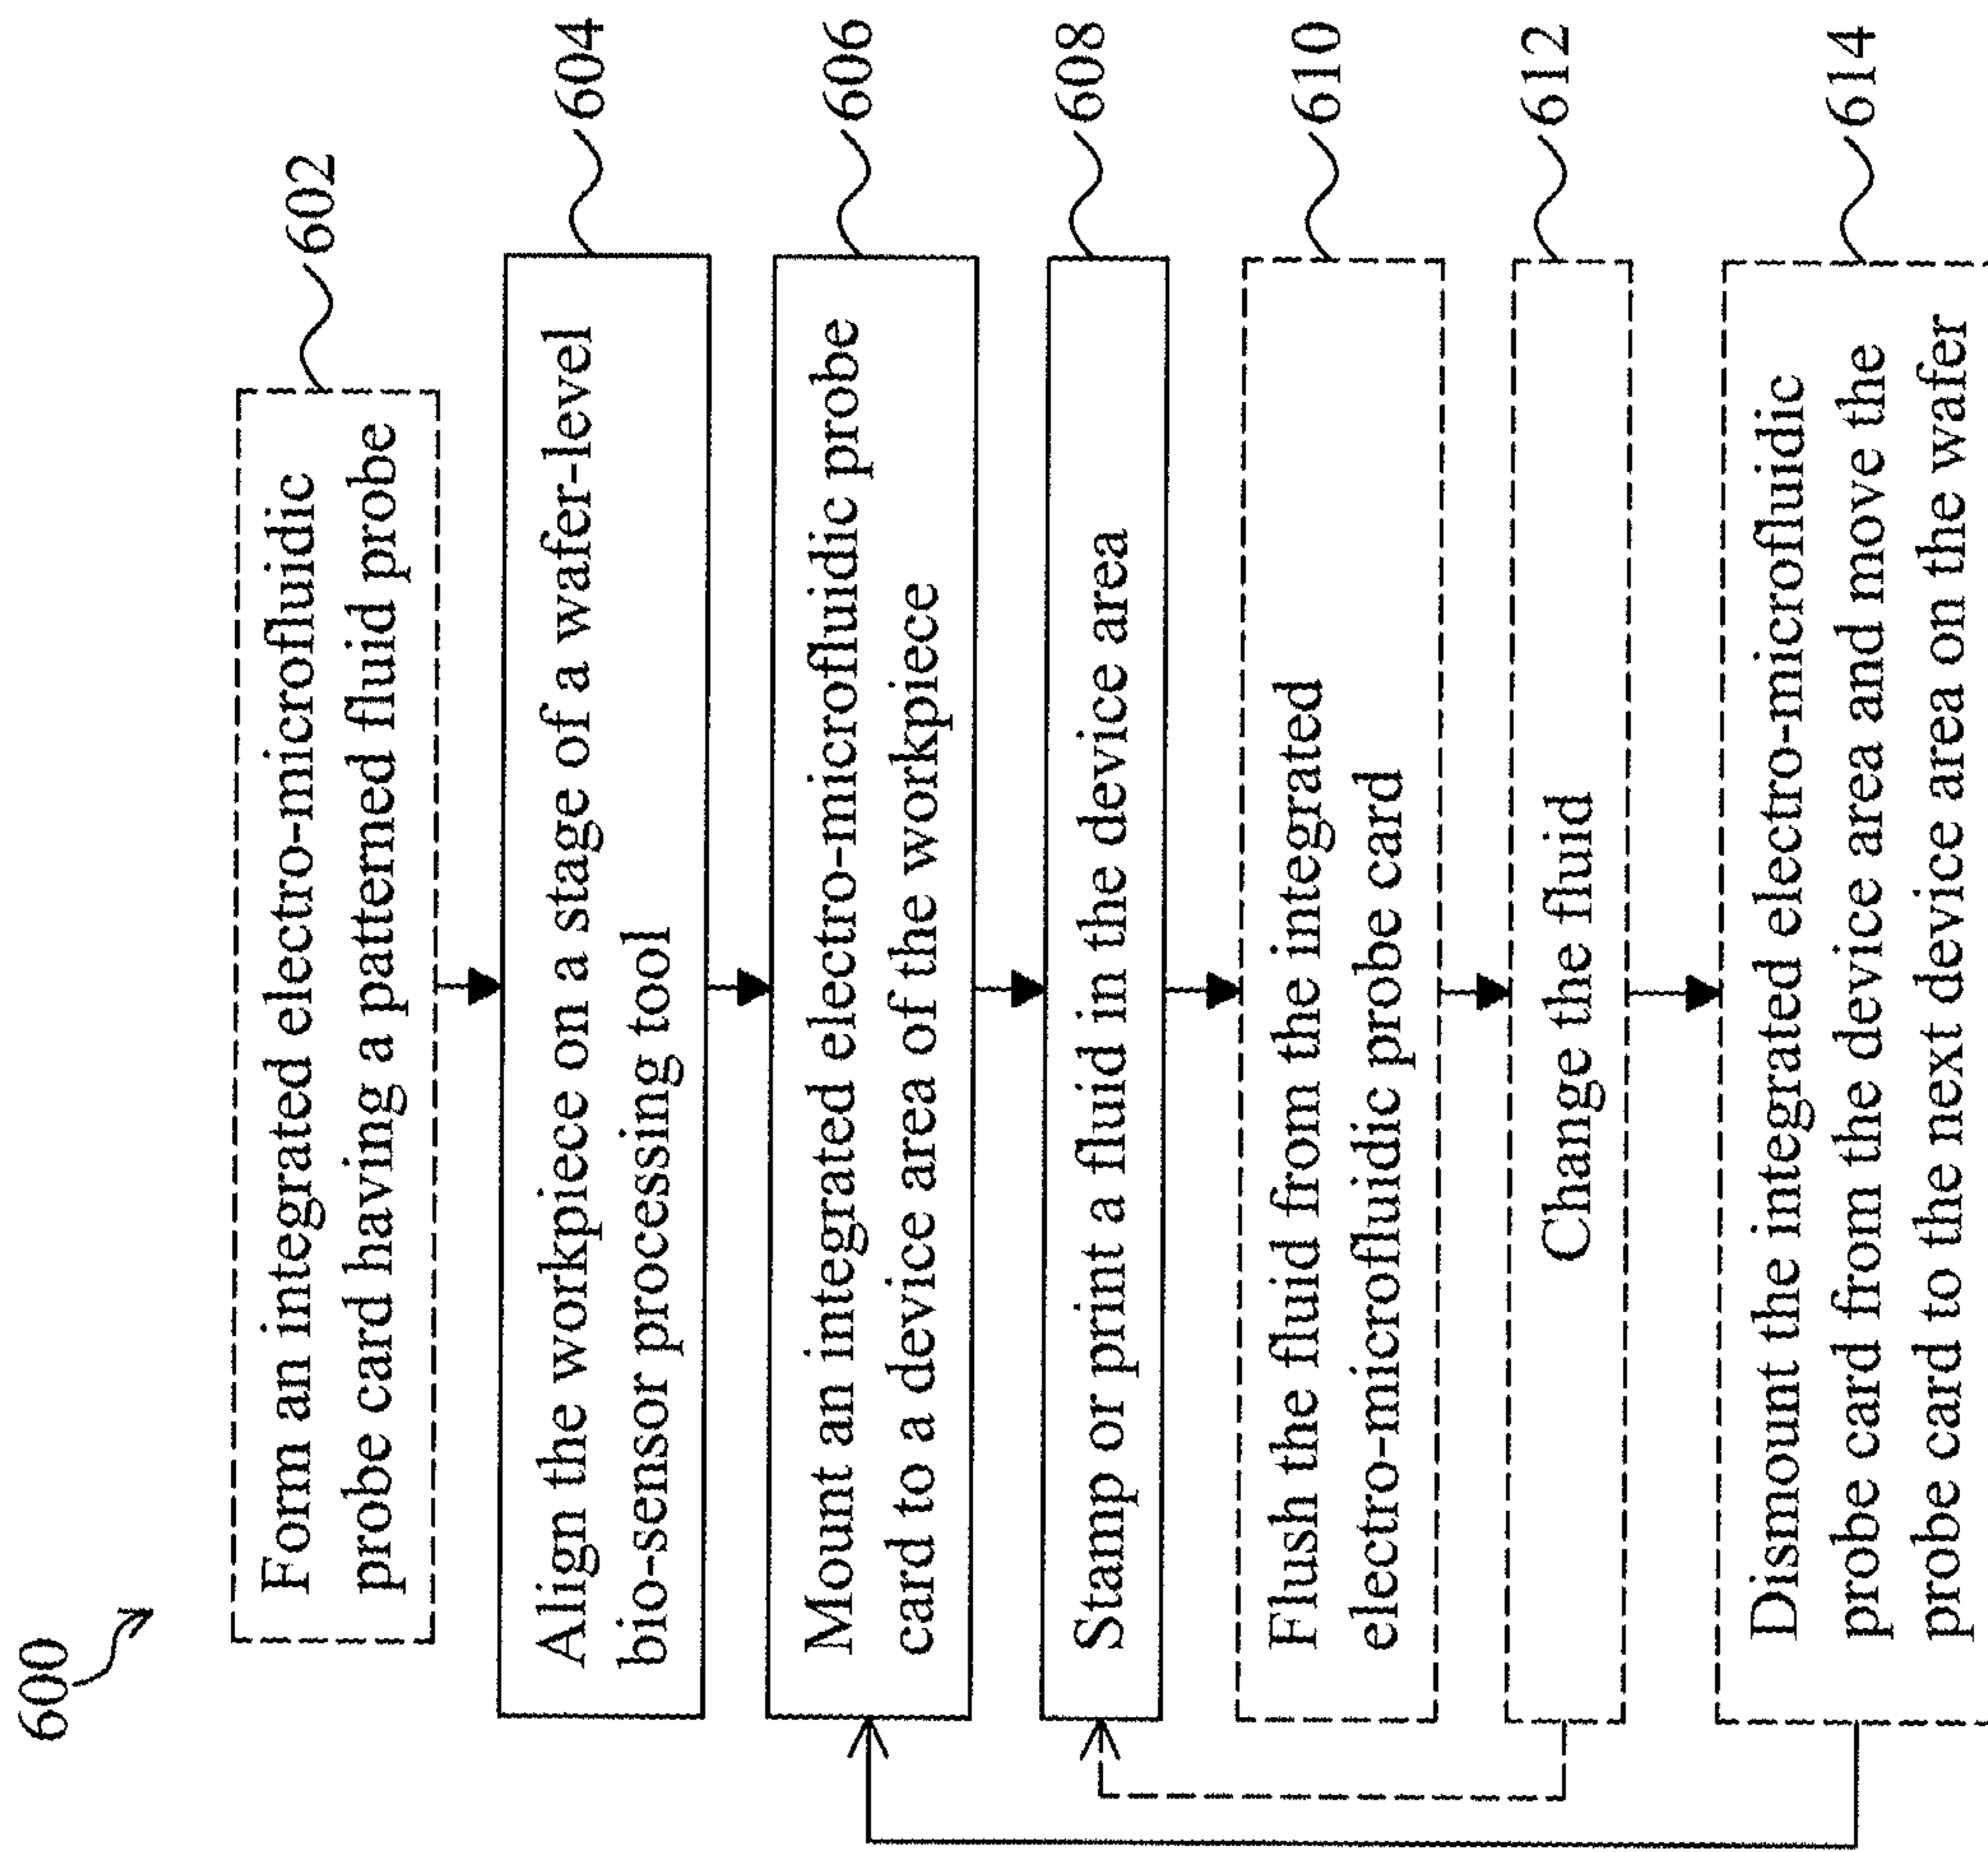 600
602
Form an integrated electro-microfluidic
probe card having a patterned fluid probe
604
Align the workpiece on a stage of a wafer-level
bio-sensor processing tool
606
Mount an integrated electro-microfluidic probe
card to a device area of the workpiece
608
Stamp or print a fluid in the device area
610
Flush the fluid from the integrated
electro-microfluidic probe card
612
Change the fluid
614
Dismount the integrated electro-microfluidic
probe card from the device area and move the
probe card to the next device area on the wafer